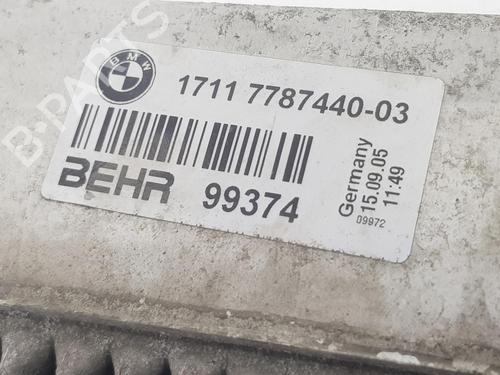 BMW
1711 7787440-03
BEHR 99374
Germany
15.09.05
11:49
09972
B-PARTS